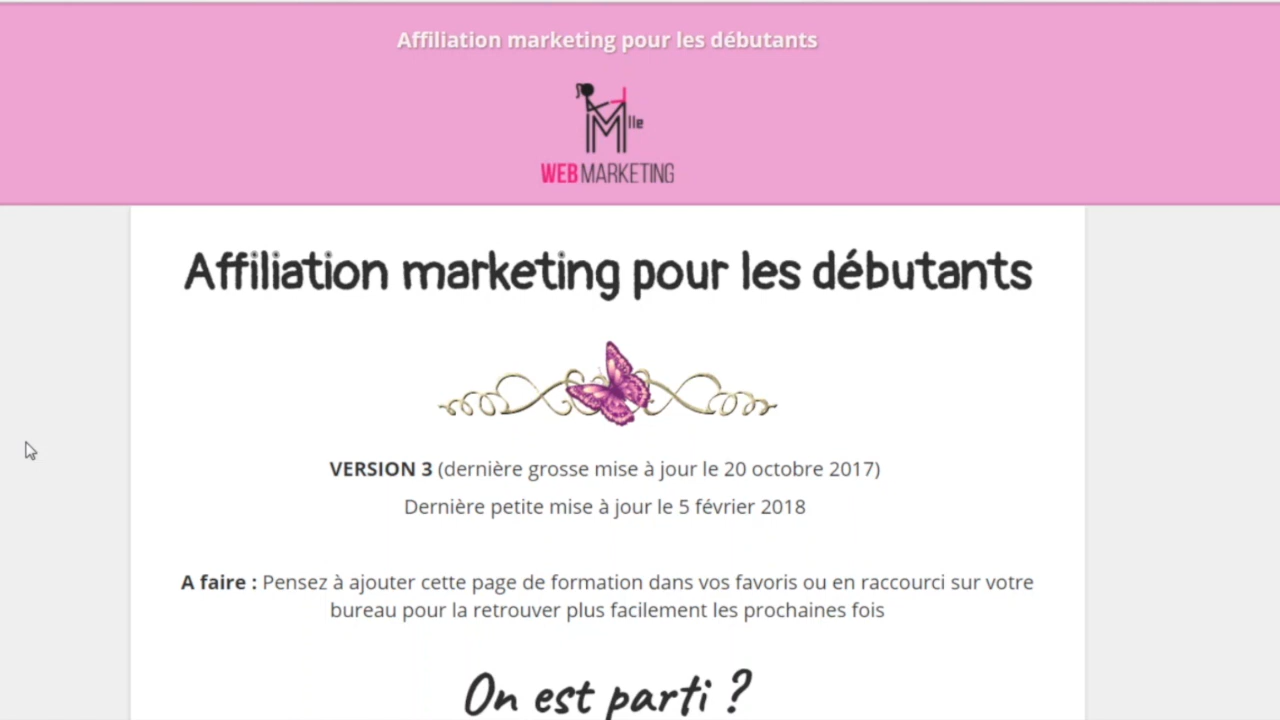 Affiliation marketing pour les débutants
Mlle
WEBMARKETING
Affiliation marketing pour les débutants
VERSION 3 (dernière grosse mise à jour le 20 octobre 2017)
Dernière petite mise à jour le 5 février 2018
A faire : Pensez à ajouter cette page de formation dans vos favoris ou en raccourci sur votre
bureau pour la retrouver plus facilement les prochaines fois
On est parti ?